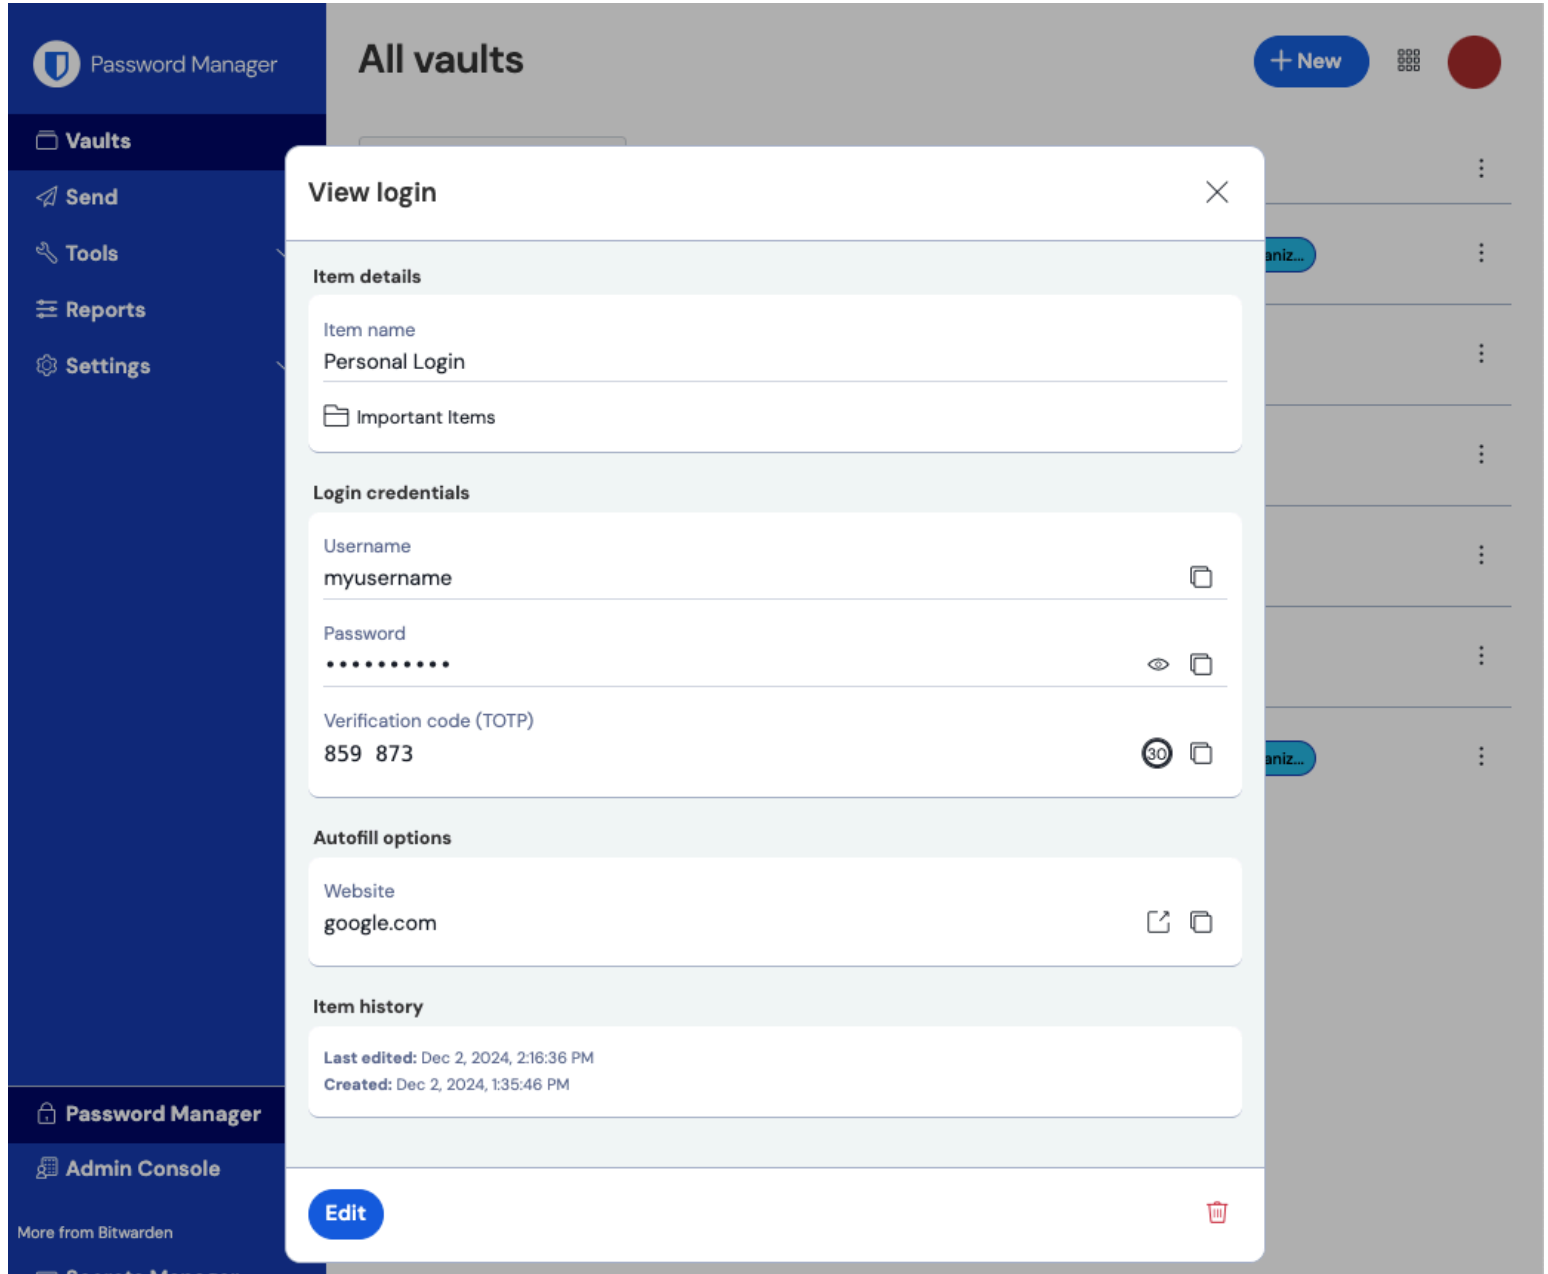 Password Manager
All vaults
New
Vaults
Send
Tools
Reports
Settings
View login
Item details
Item name
Personal Login
Important Items
Login credentials
Username
myusername
Password
••••••••••
Verification code (TOTP)
859 873
30
Autofill options
Website
google.com
Item history
Last edited: Dec 2, 2024, 2:16:36 PM
Created: Dec 2, 2024, 1:35:46 PM
Edit
aniz...
aniz...
Password Manager
Admin Console
More from Bitwarden